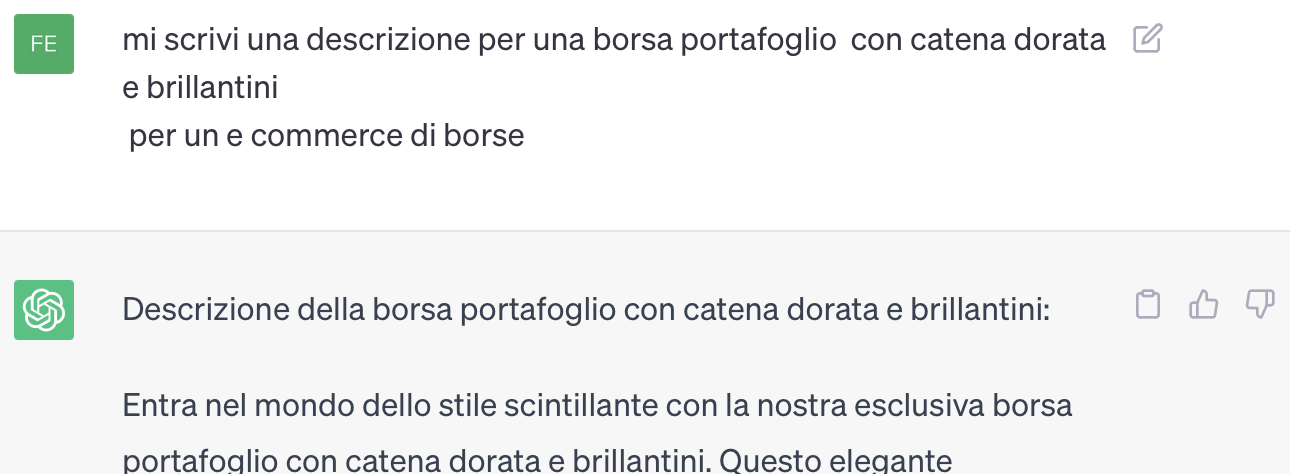 FE
mi scrivi una descrizione per una borsa portafoglio  con catena dorata
e brillantini
per un e commerce di borse
Descrizione della borsa portafoglio con catena dorata e brillantini:
Entra nel mondo dello stile scintillante con la nostra esclusiva borsa
portafoglio con catena dorata e brillantini. Questo elegante